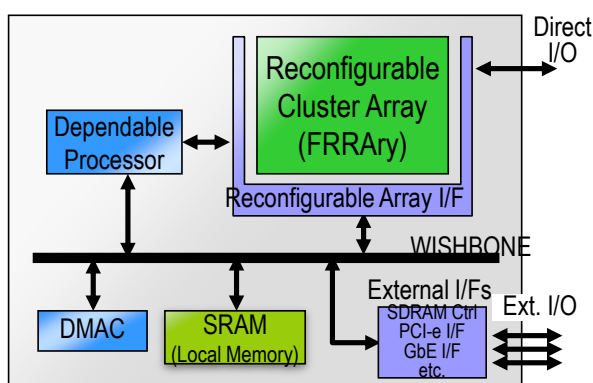 Direct
I/O
Reconfigurable
Cluster Array
(FRRAry)
Dependable
Processor
Reconfigurable Array I/F
WISHBONE
External I/Fs
DMAC
SRAM
(Local Memory)
SDRAM Ctrl
PCI-e I/F
GbE I/F
etc.
Ext. I/O